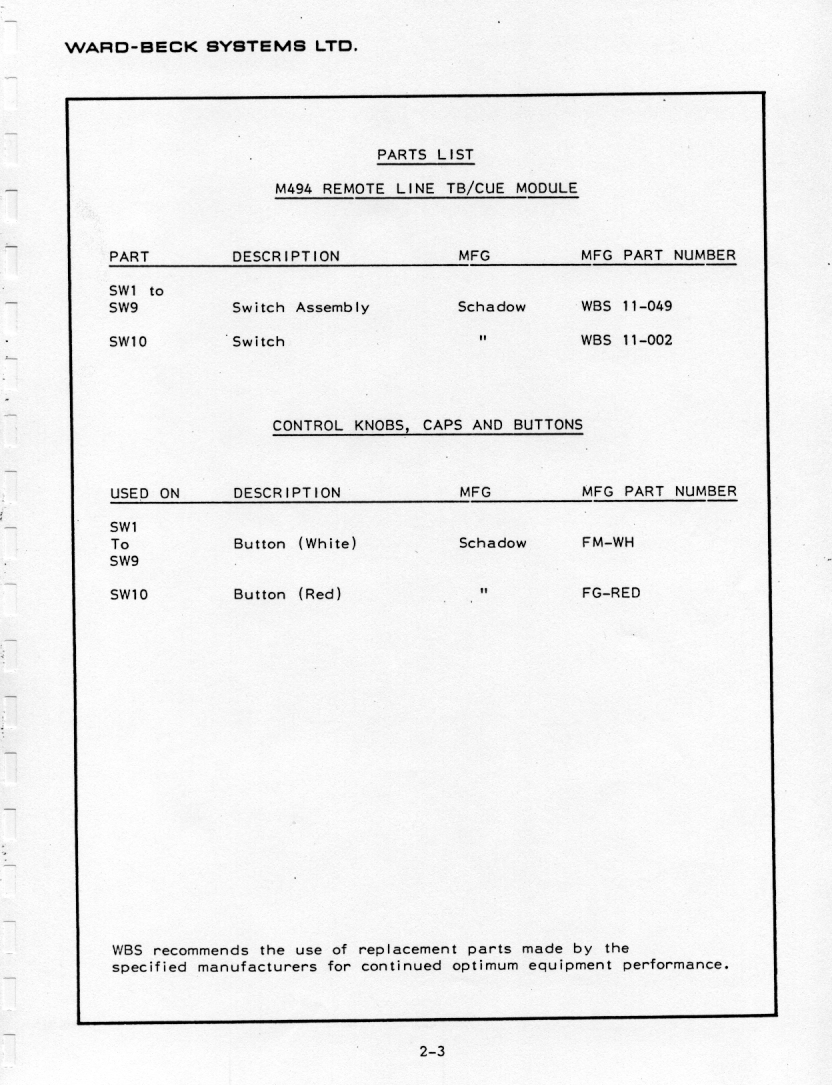 WARD-BECK SYSTEMS LTD.
PARTS LIST
M494 REMOTE LINE TB/CUE MODULE
PART DESCRIPTION MFG MFG PART NUMBER
SW1 to
SW9 Switch Assembly Schadow WBS 11-049
SW10 Switch " WBS 11-002
CONTROL KNOBS, CAPS AND BUTTONS
USED ON DESCRIPTION MFG MFG PART NUMBER
SW1
To Button (White) Schadow FM-WH
SW9
SW10 Button (Red) " FG-RED
WBS recommends the use of replacement parts made by the
specified manufacturers for continued optimum equipment performance.
2-3